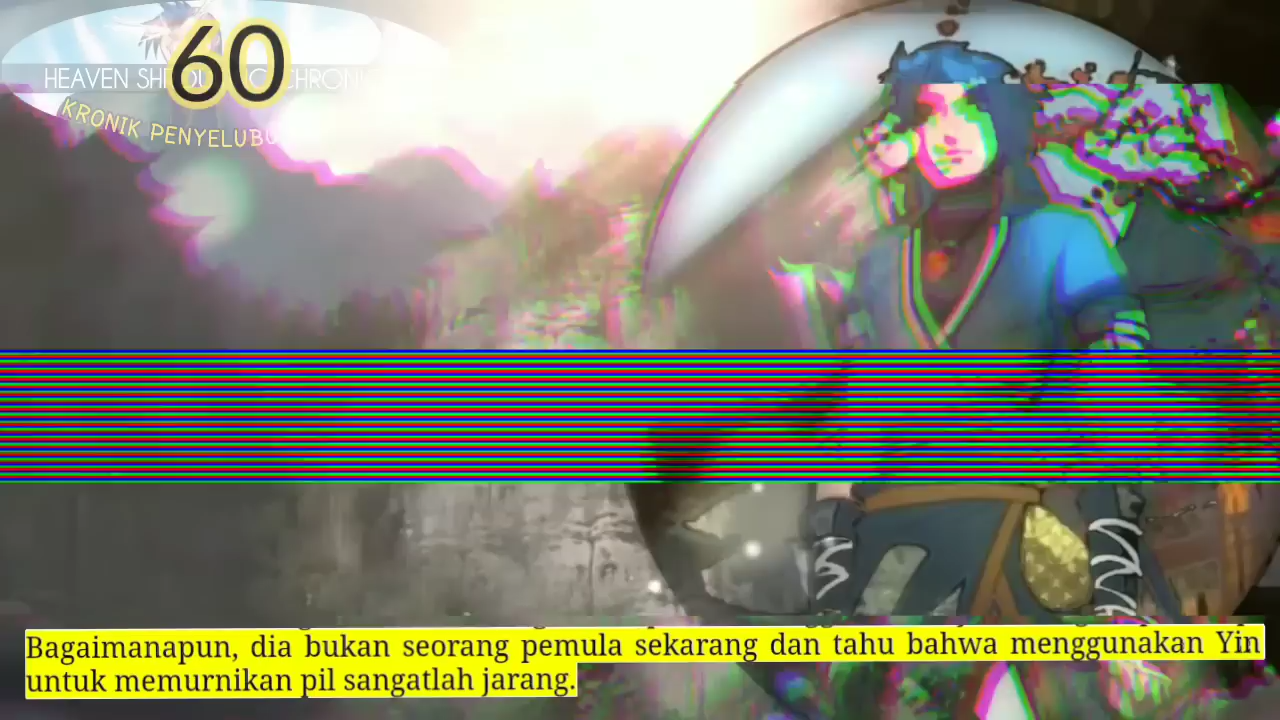 60
HEAVEN SH
CHRON
KRONIK PENYELUBU
Bagaimanapun, dia bukan seorang pemula sekarang dan tahu bahwa menggunakan Yin
untuk memurnikan pil sangatlah jarang.